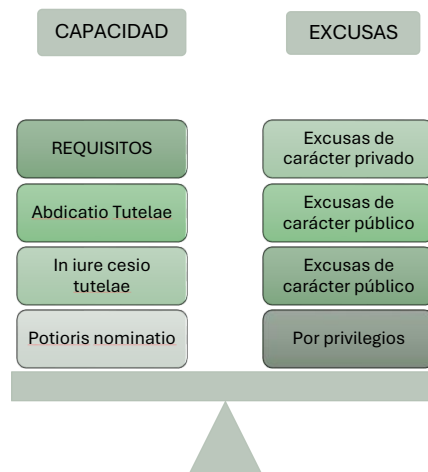 CAPACIDAD
EXCUSAS
REQUISITOS
Abdicatio Tutelae
In iure cesio
tutelae
Potioris nominatio
Excusas de
carácter privado
Excusas de
carácter público
Excusas de
carácter público
Por privilegios